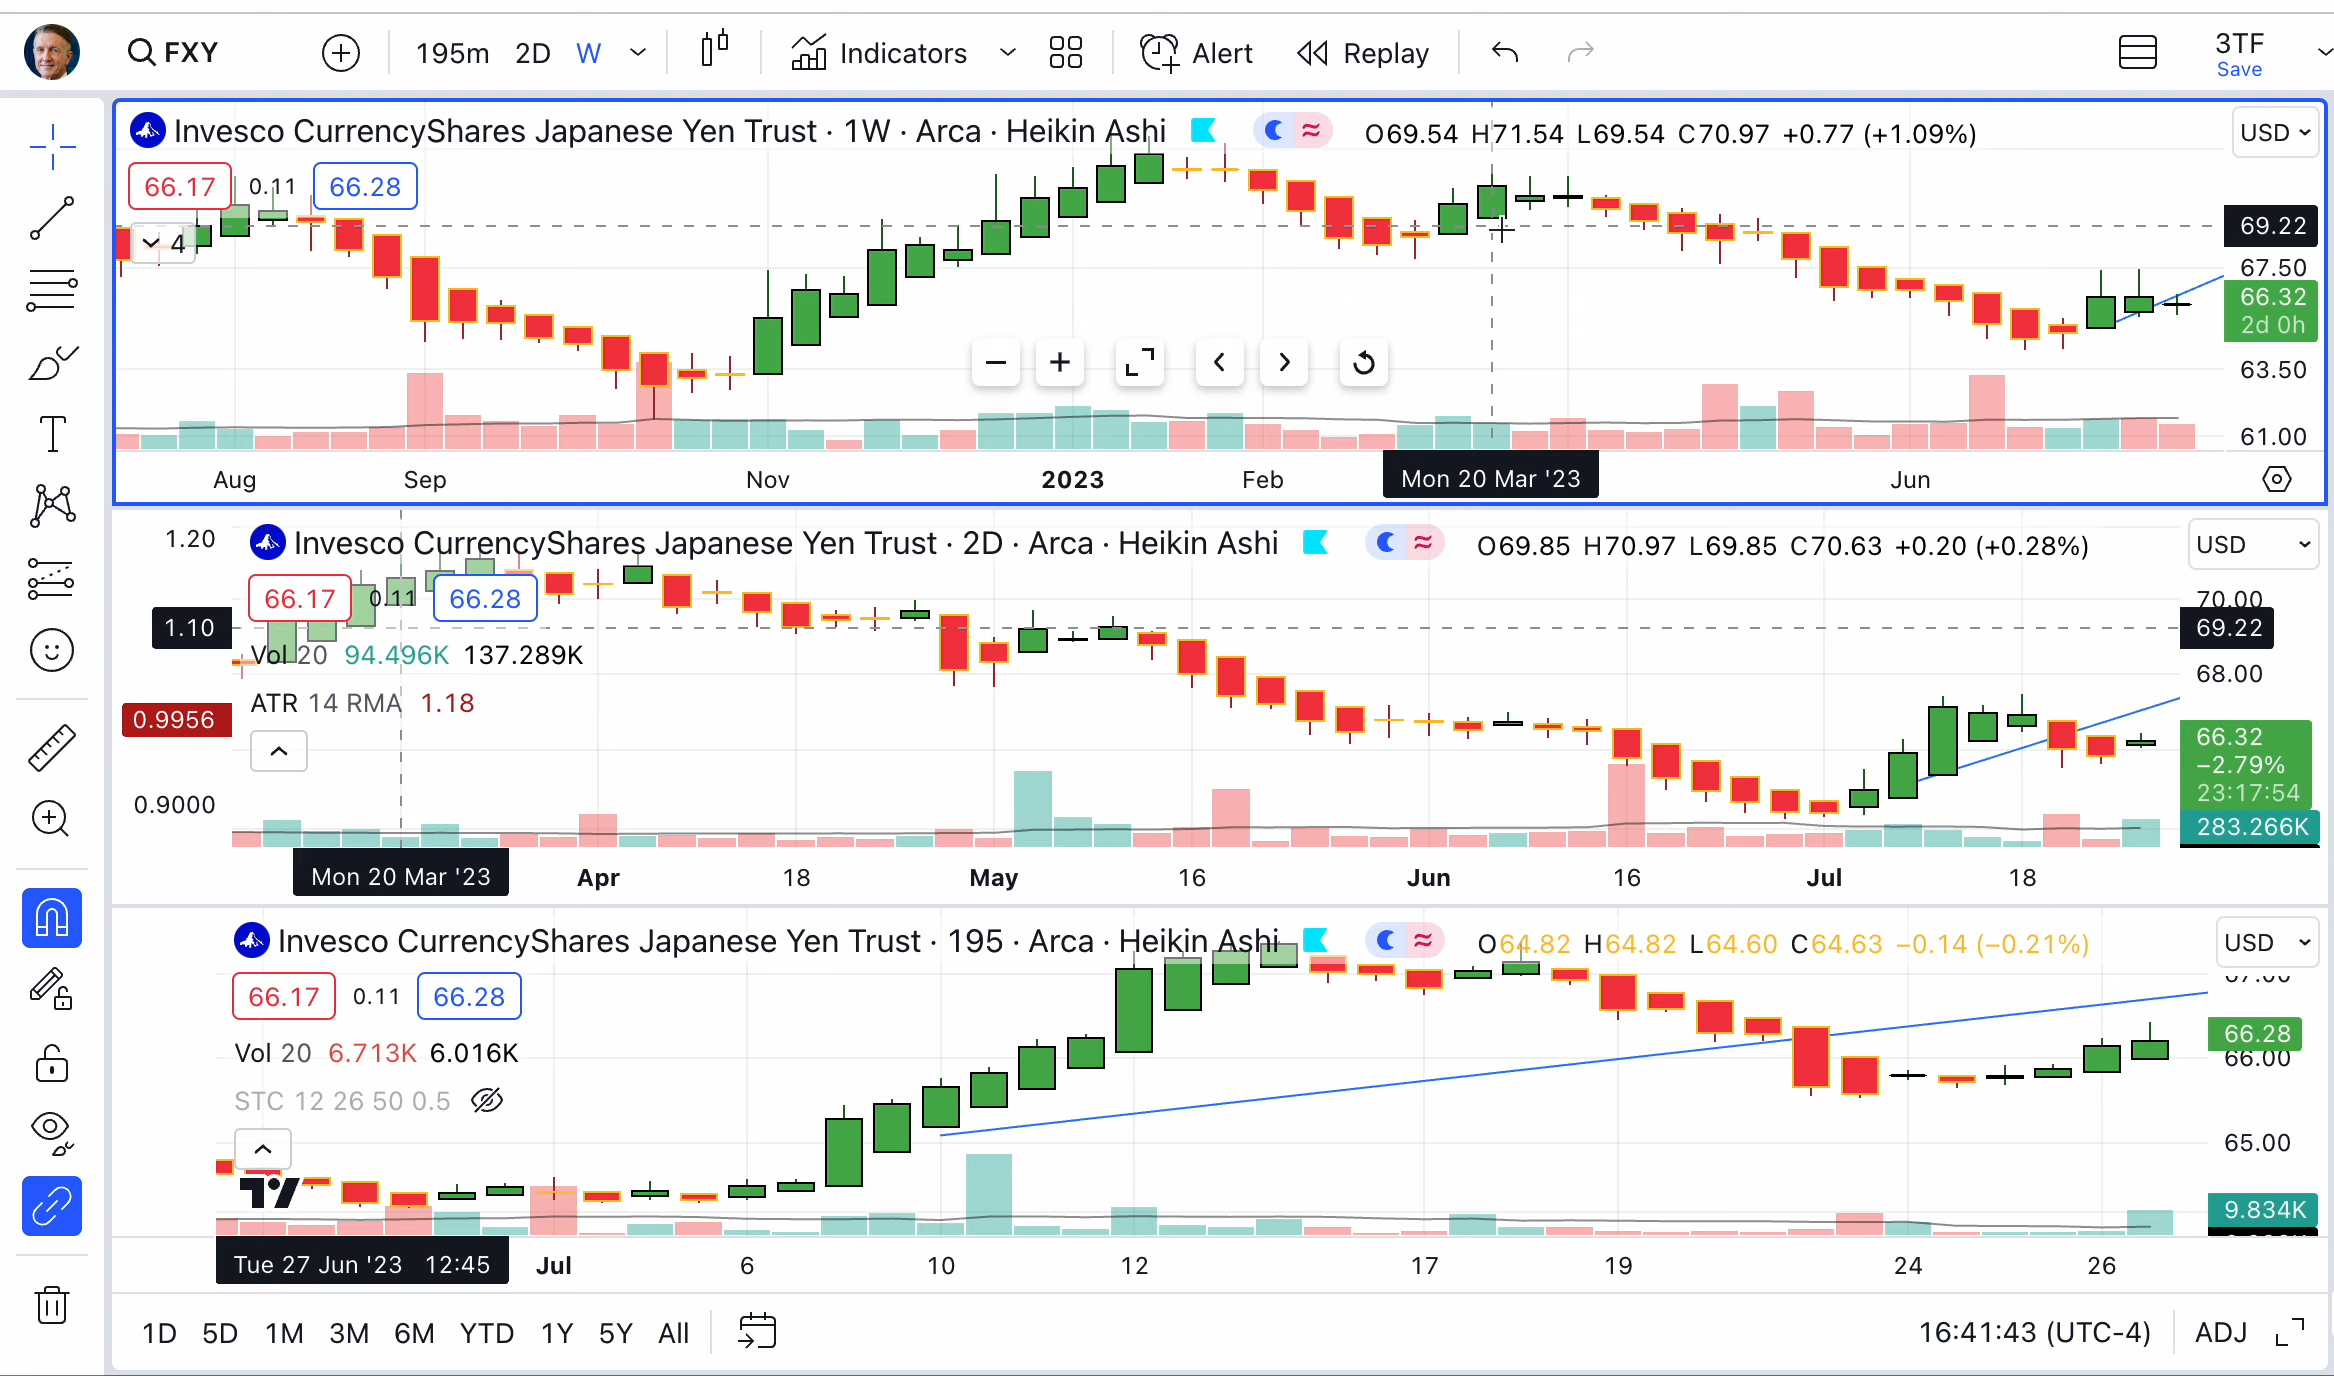 FXY 195m 2D W Indicators Alert Replay 3TF
Save
Invesco CurrencyShares Japanese Yen Trust · 1W · Arca · Heikin Ashi O69.54 H71.54 L69.54 C70.97 +0.77 (+1.09%) USD
66.17 0.11 66.28
4
69.22
67.50
66.32
2d 0h
63.50
61.00
Aug Sep Nov 2023 Feb Mon 20 Mar '23 Jun
1.20 Invesco CurrencyShares Japanese Yen Trust · 2D · Arca · Heikin Ashi O69.85 H70.97 L69.85 C70.63 +0.20 (+0.28%) USD
66.17 0.11 66.28 70.00
1.10 69.22
Vol 20 94.496K 137.289K
68.00
ATR 14 RMA 1.18
0.9956
66.32
−2.79%
23:17:54
0.9000
283.266K
Mon 20 Mar '23 Apr 18 May 16 Jun 16 Jul 18
Invesco CurrencyShares Japanese Yen Trust · 195 · Arca · Heikin Ashi O64.82 H64.82 L64.60 C64.63 −0.14 (−0.21%) USD
67.00
66.17 0.11 66.28
66.28
Vol 20 6.713K 6.016K 66.00
STC 12 26 50 0.5
65.00
9.834K
Tue 27 Jun '23 12:45 Jul 6 10 12 17 19 24 26
1D 5D 1M 3M 6M YTD 1Y 5Y All 16:41:43 (UTC-4) ADJ